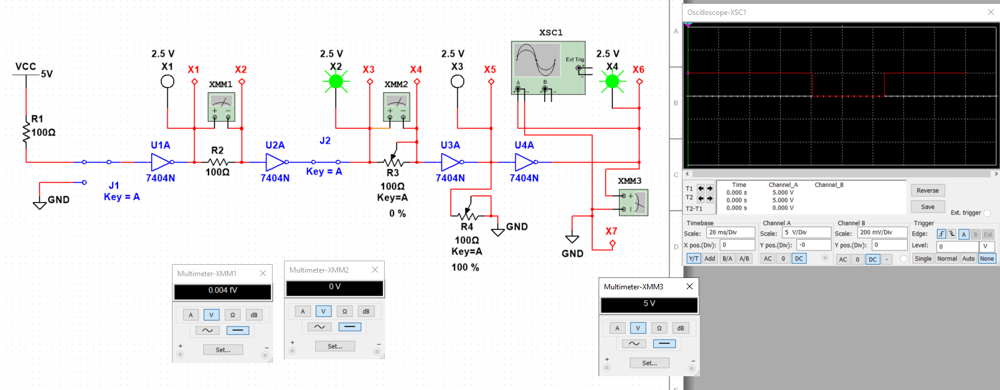 VCC
5V
R1
100Ω
GND
J1
Key = A
2.5 V
X1
X1
X2
XMM1
+ −
U1A
7404N
R2
100Ω
U2A
7404N
2.5 V
X2
J2
Key = A
X3
X4
XMM2
+ −
R3
100Ω
Key=A
0 %
2.5 V
X3
X5
U3A
7404N
R4
100Ω
Key=A
100 %
GND
U4A
7404N
XSC1
Ext Trig
+
−
A
B
+ − + −
2.5 V
X4
X6
XMM3
+
−
X7
GND
A
B
C
D
Multimeter-XMM1
0.004 fV
A V Ω dB
+ −
Set...
Multimeter-XMM2
0 V
A V Ω dB
+ −
Set...
Multimeter-XMM3
5 V
A V Ω dB
+ −
Set...
Oscilloscope-XSC1
Time Channel_A Channel_B
T1 0.000 s 5.000 V
T2 0.000 s 5.000 V
T2-T1 0.000 s 0.000 V
Reverse
Save
Ext. trigger
Timebase
Scale: 20 ms/Div
X pos.(Div): 0
Y/T Add B/A A/B
Channel A
Scale: 5 V/Div
Y pos.(Div): -0
AC 0 DC
Channel B
Scale: 200 mV/Div
Y pos.(Div): 0
AC 0 DC -
Trigger
Edge: A B Ext
Level: 0 V
Single Normal Auto None